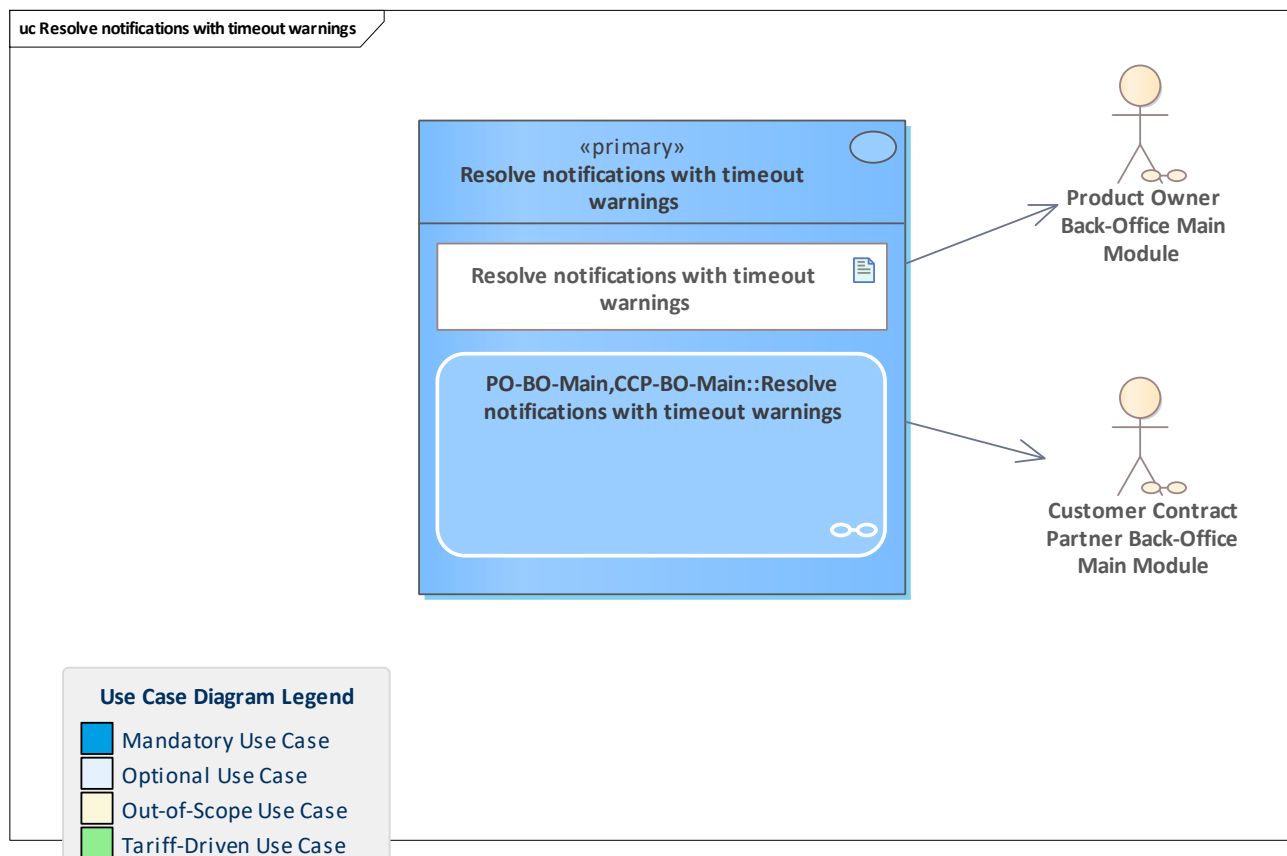 uc Resolve notifications with timeout warnings
«primary»
Resolve notifications with timeout
warnings
Resolve notifications with timeout
warnings
PO-BO-Main,CCP-BO-Main::Resolve
notifications with timeout warnings
Product Owner
Back-Office Main
Module
Customer Contract
Partner Back-Office
Main Module
Use Case Diagram Legend
Mandatory Use Case
Optional Use Case
Out-of-Scope Use Case
Tariff-Driven Use Case